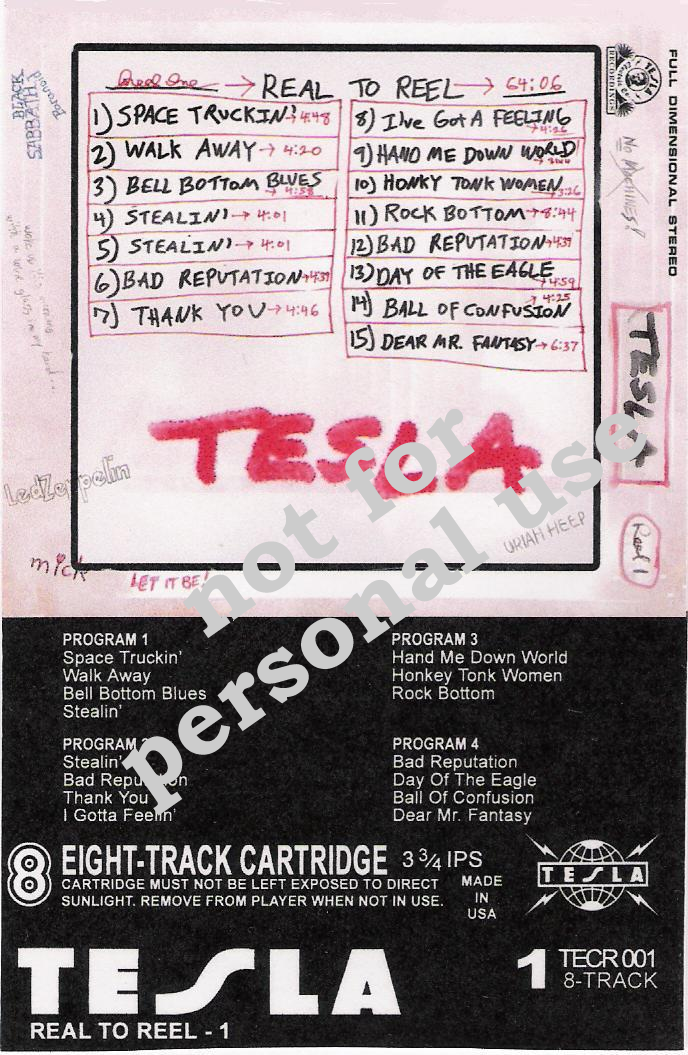 Reel One → REAL TO REEL → 64:06
1) SPACE TRUCKIN' → 4:48
2) WALK AWAY → 4:20
3) BELL BOTTOM BLUES → 4:58
4) STEALIN' → 4:01
5) STEALIN' → 4:01
6) BAD REPUTATION → 4:39
7) THANK YOU → 4:46
8) I'VE GOT A FEELING → 4:26
9) HAND ME DOWN WORLD
10) HONKY TONK WOMEN → 3:26
11) ROCK BOTTOM → 8:44
12) BAD REPUTATION → 4:39
13) DAY OF THE EAGLE → 4:59
14) BALL OF CONFUSION → 4:25
15) DEAR MR. FANTASY → 6:37
BLACK
SABBATH
Paranoid
LedZeppelin
mick
LET IT BE!
URIAH HEEP
TESLA
TESLA
RECORDINGS
FULL DIMENSIONAL STEREO
NO MACHINES!
TESLA
Reel 1
not for
personal use
PROGRAM 1
Space Truckin'
Walk Away
Bell Bottom Blues
Stealin'
Stealin'
Bad Reputation
Thank You
I Gotta Feelin'
PROGRAM 3
Hand Me Down World
Honkey Tonk Women
Rock Bottom
PROGRAM 4
Bad Reputation
Day Of The Eagle
Ball Of Confusion
Dear Mr. Fantasy
8 EIGHT-TRACK CARTRIDGE 3 3/4 IPS
CARTRIDGE MUST NOT BE LEFT EXPOSED TO DIRECT
SUNLIGHT. REMOVE FROM PLAYER WHEN NOT IN USE.
MADE
IN
USA
TESLA
TESLA
REAL TO REEL - 1
1 TECR 001
8-TRACK